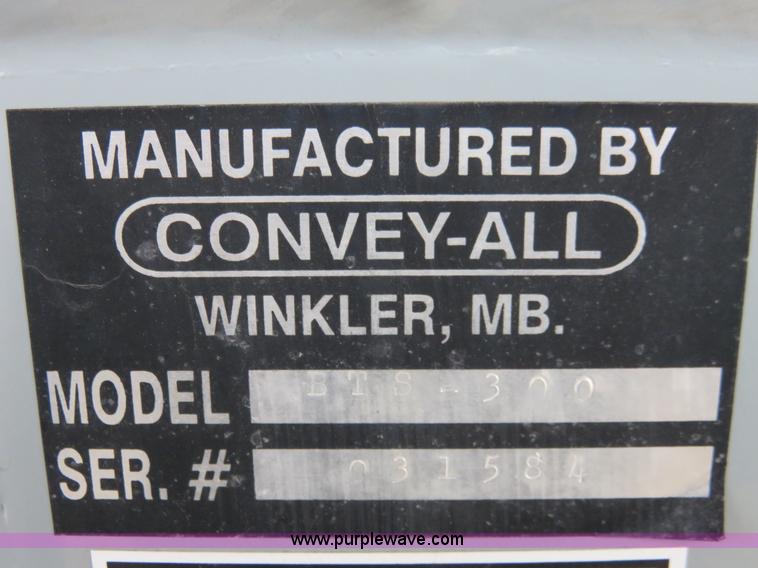 MANUFACTURED BY
CONVEY-ALL
WINKLER, MB.
MODEL BTS-300
SER. # 031584
www.purplewave.com